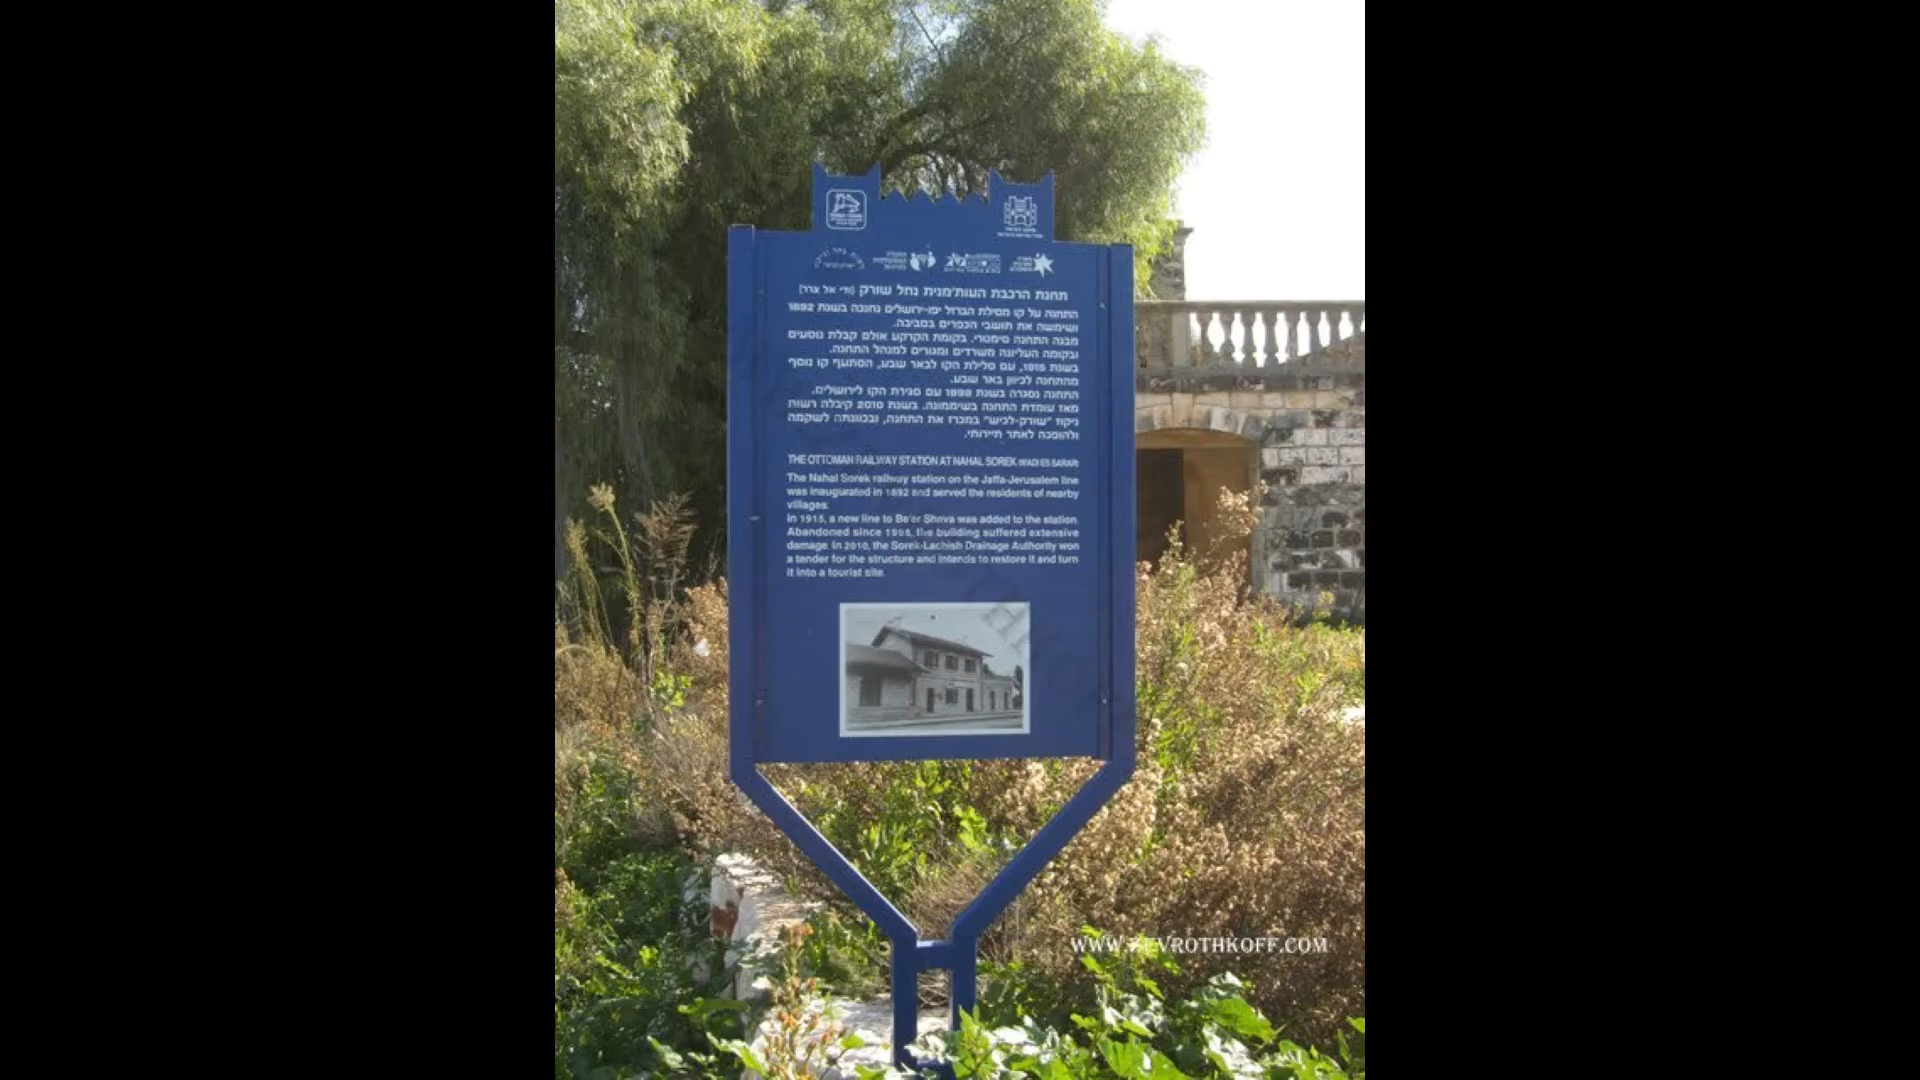 תחנת הרכבת העות'מנית נחל שורק (ואדי אל צרר)
התחנה על קו מסילת הברזל יפו-ירושלים נחנכה בשנת 1892
ושימשה את תושבי הכפרים בסביבה.
מבנה התחנה סימטרי. בקומת הקרקע אולם קבלת נוסעים
ובקומה העליונה משרדים ומגורים למנהל התחנה.
בשנת 1915, עם סלילת הקו לבאר שבע, הסתעף קו נוסף
מהתחנה לכיוון באר שבע.
התחנה נסגרה בשנת 1998 עם סגירת הקו לירושלים.
מאז עומדת התחנה בשיממונה. בשנת 2010 קיבלה רשות
ניקוז "שורק-לכיש" במכרז את התחנה, ובכוונתה לשקמה
ולהופכה לאתר תיירותי.
THE OTTOMAN RAILWAY STATION AT NAHAL SOREK (WADI ES SARAR)
The Nahal Sorek railway station on the Jaffa-Jerusalem line
was inaugurated in 1892 and served the residents of nearby
villages.
In 1915, a new line to Be'er Sheva was added to the station.
Abandoned since 1998, the building suffered extensive
damage. In 2010, the Sorek-Lachish Drainage Authority won
a tender for the structure and intends to restore it and turn
it into a tourist site.
WWW.ZEVROTHKOFF.COM